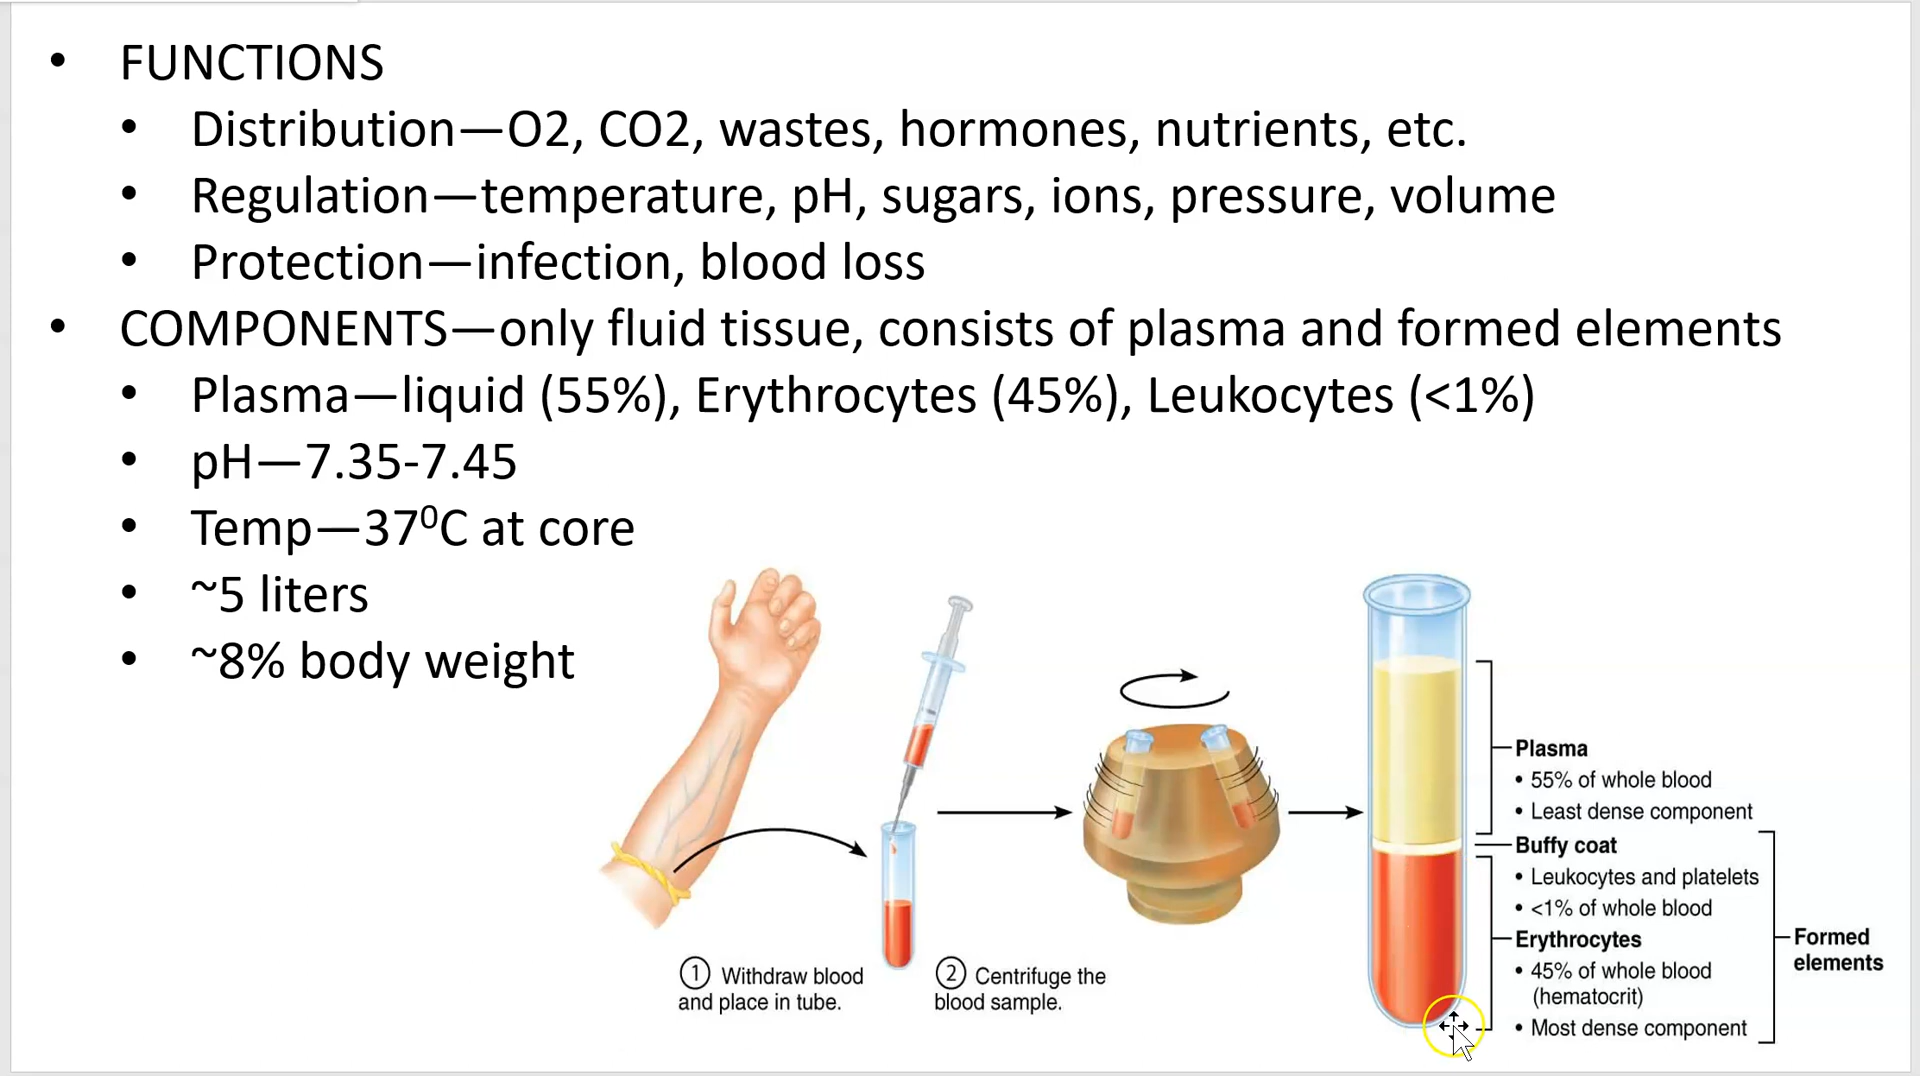 • FUNCTIONS
• Distribution—O2, CO2, wastes, hormones, nutrients, etc.
• Regulation—temperature, pH, sugars, ions, pressure, volume
• Protection—infection, blood loss
• COMPONENTS—only fluid tissue, consists of plasma and formed elements
• Plasma—liquid (55%), Erythrocytes (45%), Leukocytes (<1%)
• pH—7.35-7.45
• Temp—37⁰C at core
• ~5 liters
• ~8% body weight
1 Withdraw blood
and place in tube.
2 Centrifuge the
blood sample.
Plasma
• 55% of whole blood
• Least dense component
Buffy coat
• Leukocytes and platelets
• <1% of whole blood
Erythrocytes
• 45% of whole blood
(hematocrit)
• Most dense component
Formed
elements